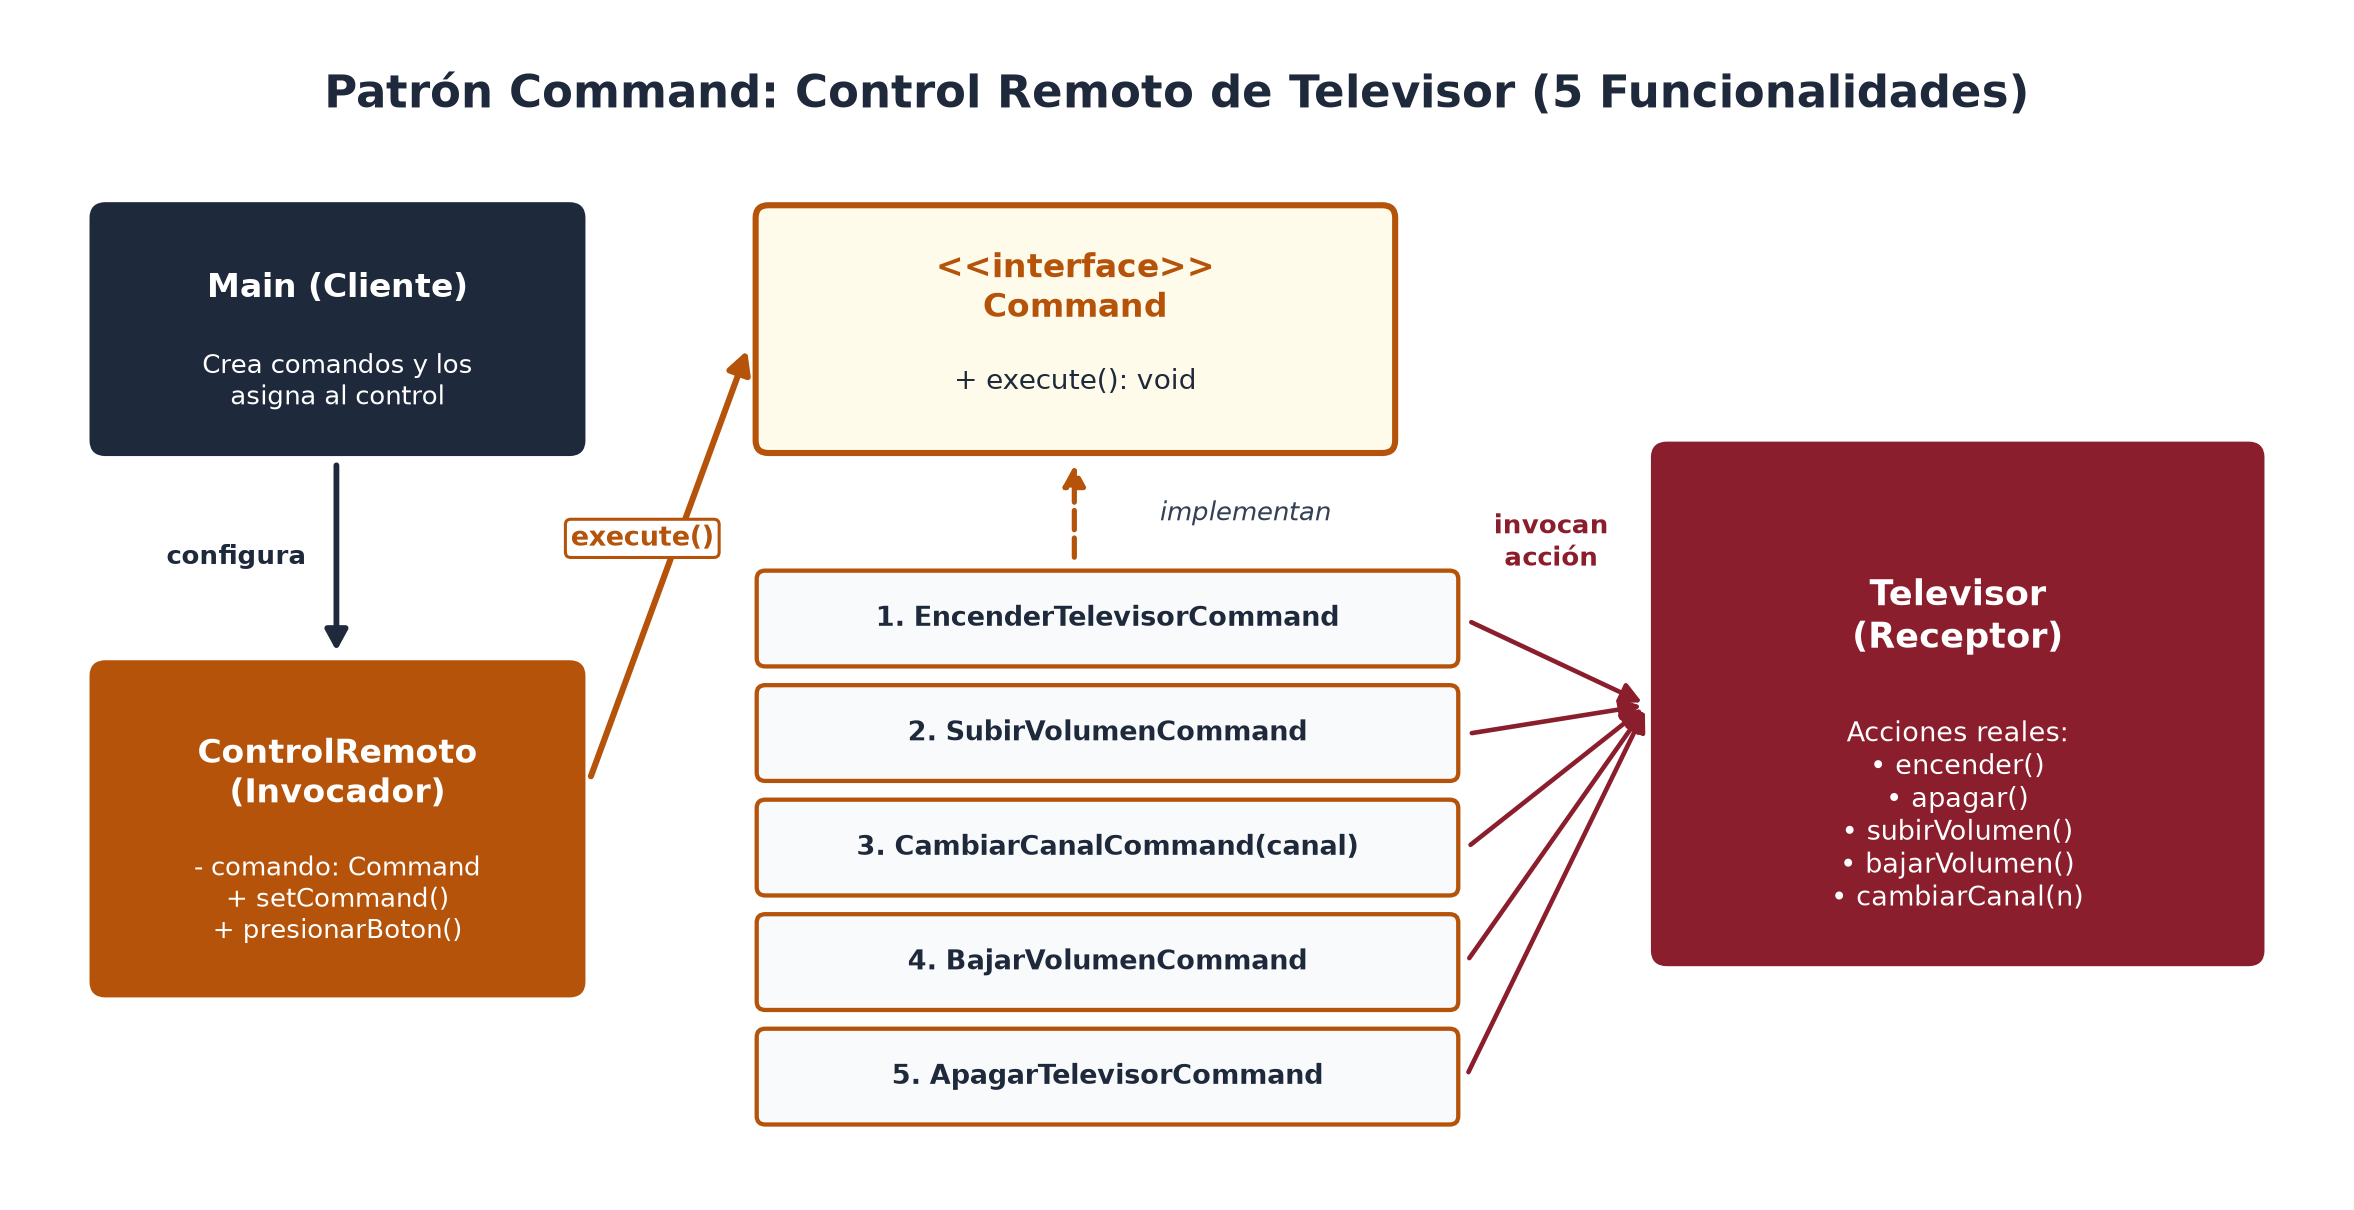 Patrón Command: Control Remoto de Televisor (5 Funcionalidades)
Main (Cliente)
Crea comandos y los
asigna al control
configura
ControlRemoto
(Invocador)
- comando: Command
+ setCommand()
+ presionarBoton()
execute()
<<interface>>
Command
+ execute(): void
implementan
1. EncenderTelevisorCommand
2. SubirVolumenCommand
3. CambiarCanalCommand(canal)
4. BajarVolumenCommand
5. ApagarTelevisorCommand
invocan
acción
Televisor
(Receptor)
Acciones reales:
• encender()
• apagar()
• subirVolumen()
• bajarVolumen()
• cambiarCanal(n)